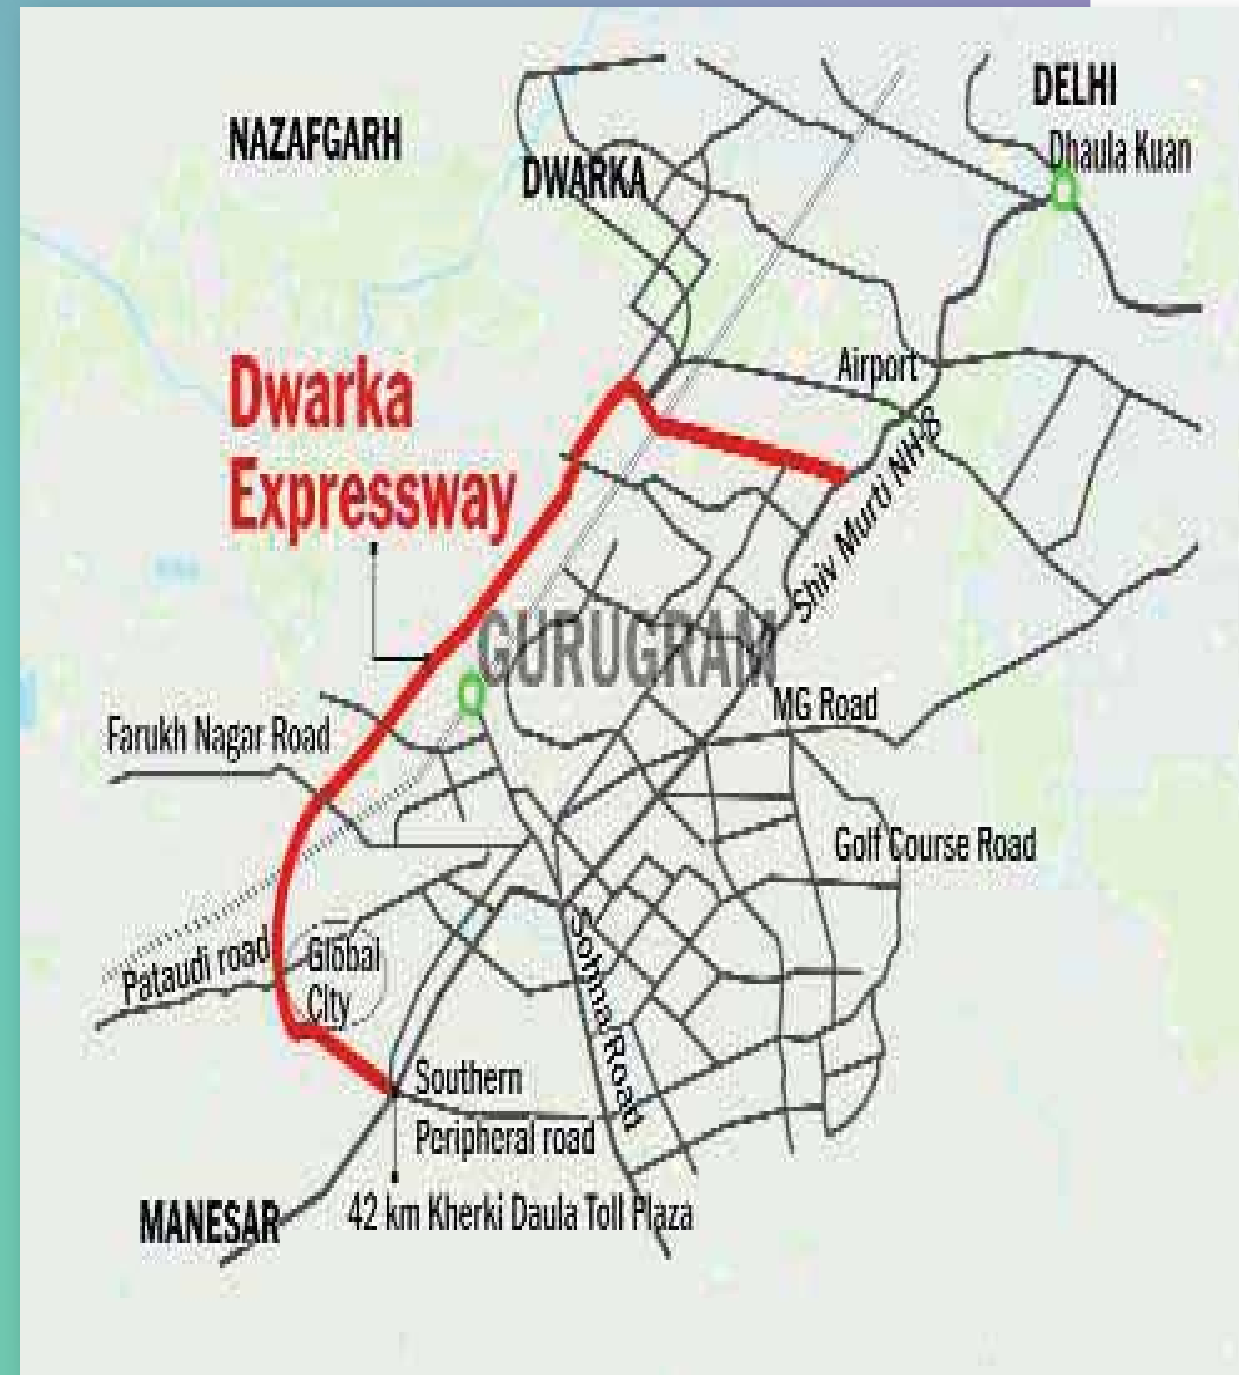 DELHI
Dhaula Kuan
NAZAFGARH
DWARKA
Airport
Dwarka
Expressway
Shiv Murti NH-8
GURUGRAM
MG Road
Farukh Nagar Road
Golf Course Road
Pataudi road
Global
City
Sohna Road
Southern
Peripheral road
MANESAR
42 km Kherki Daula Toll Plaza